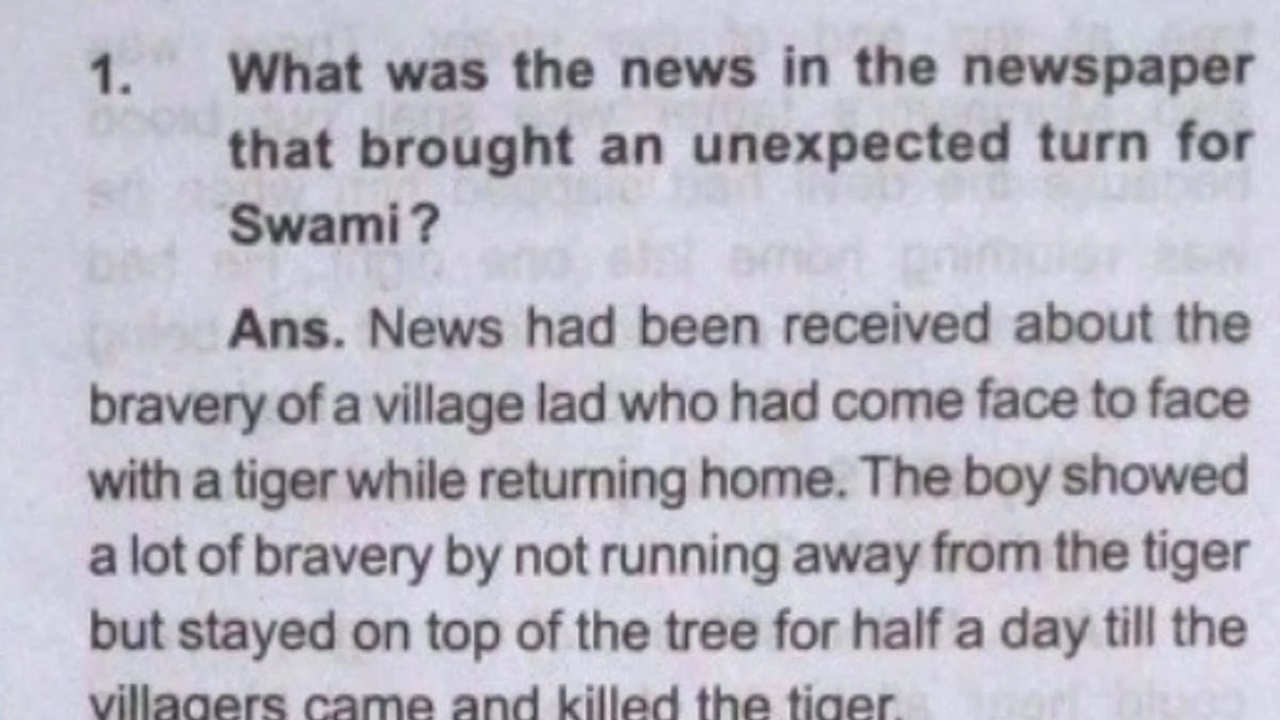 1. What was the news in the newspaper
that brought an unexpected turn for
Swami?
Ans. News had been received about the
bravery of a village lad who had come face to face
with a tiger while returning home. The boy showed
a lot of bravery by not running away from the tiger
but stayed on top of the tree for half a day till the
villagers came and killed the tiger.